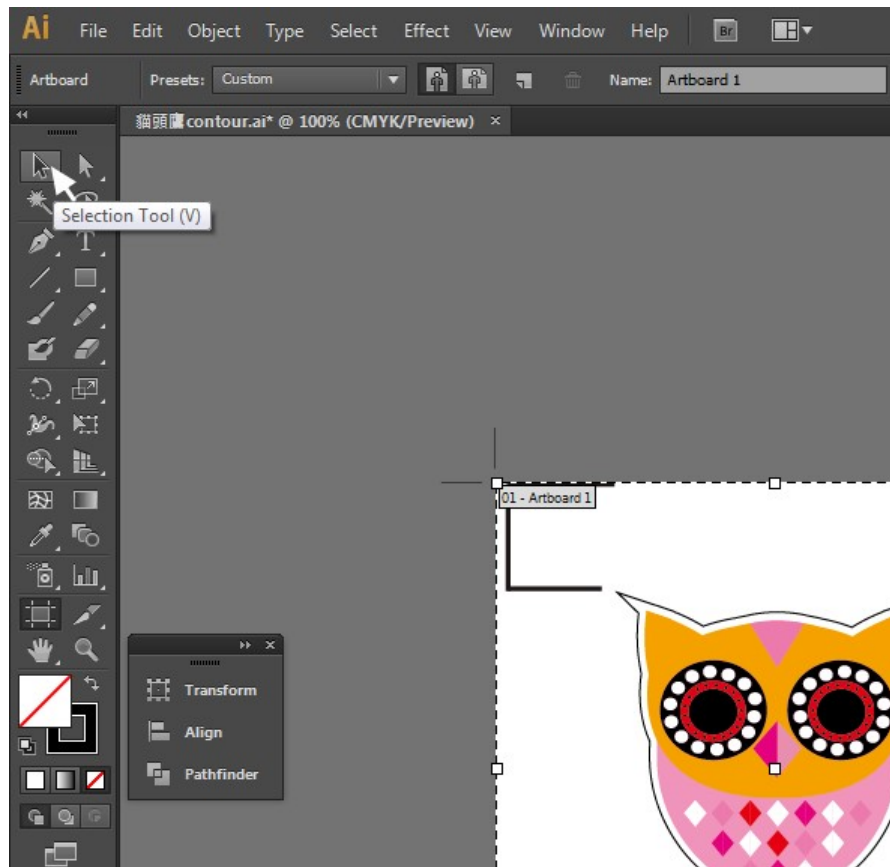 Ai File Edit Object Type Select Effect View Window Help Br
Artboard Presets: Custom Name: Artboard 1
貓頭鷹contour.ai* @ 100% (CMYK/Preview) ×
Selection Tool (V)
T
01 - Artboard 1
Transform
Align
Pathfinder